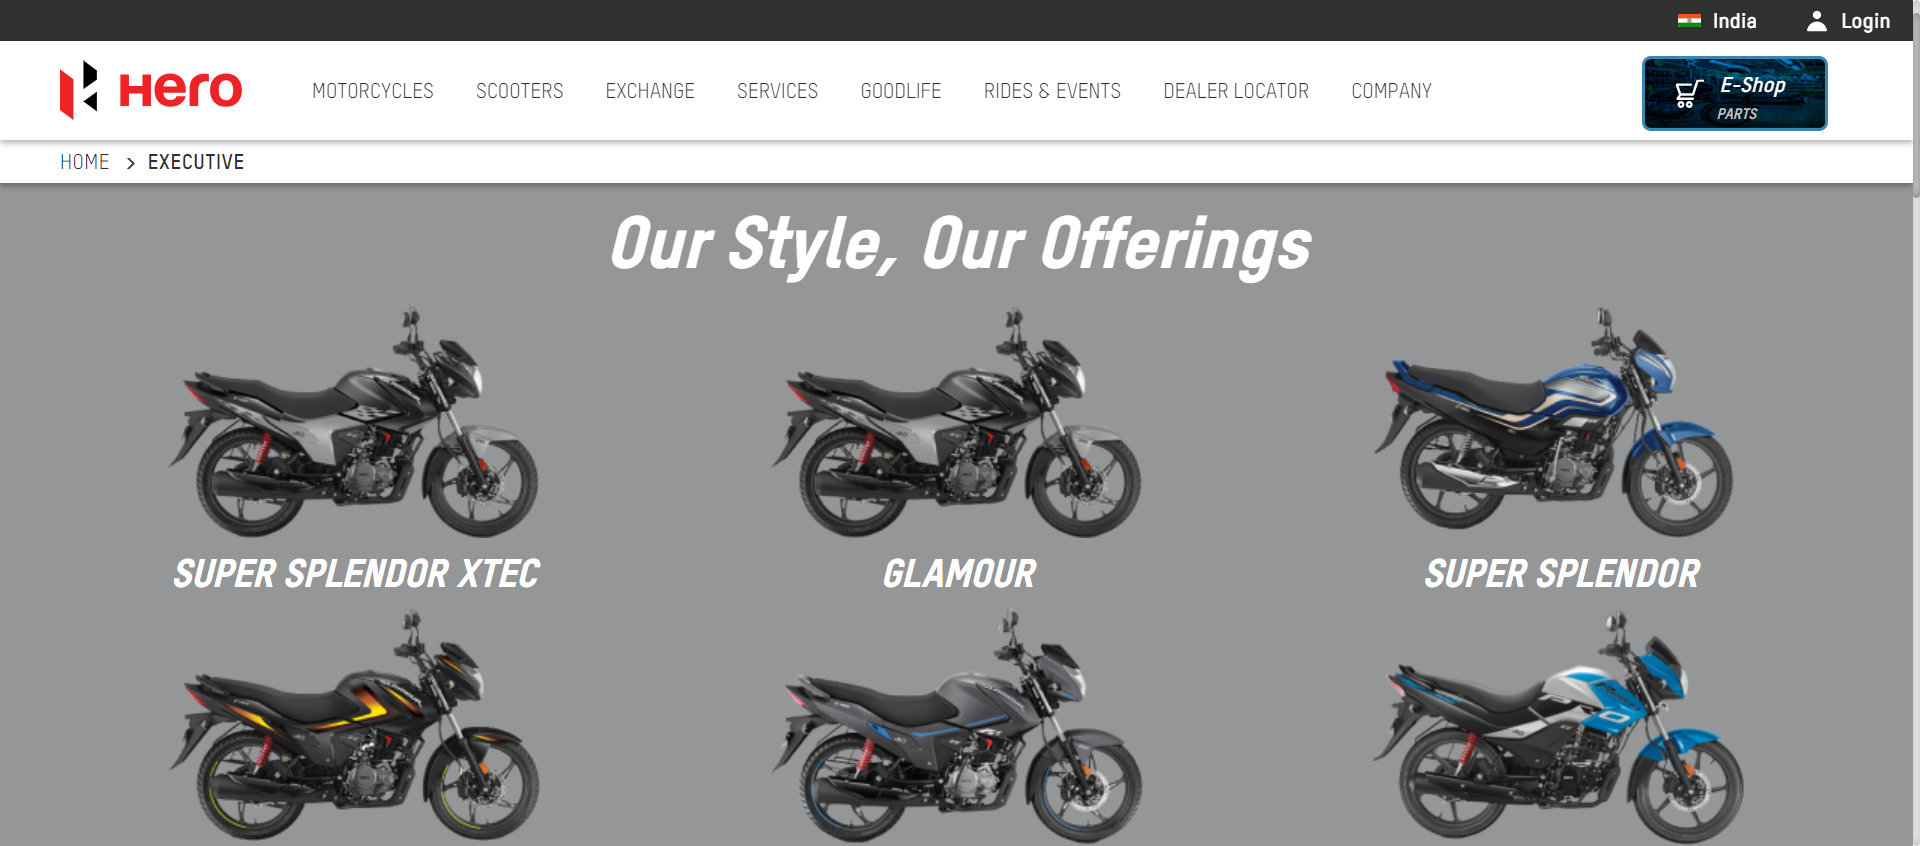 India
Login
Hero
MOTORCYCLES SCOOTERS EXCHANGE SERVICES GOODLIFE RIDES & EVENTS DEALER LOCATOR COMPANY
E-Shop
PARTS
HOME > EXECUTIVE
Our Style, Our Offerings
SUPER SPLENDOR XTEC
GLAMOUR
SUPER SPLENDOR